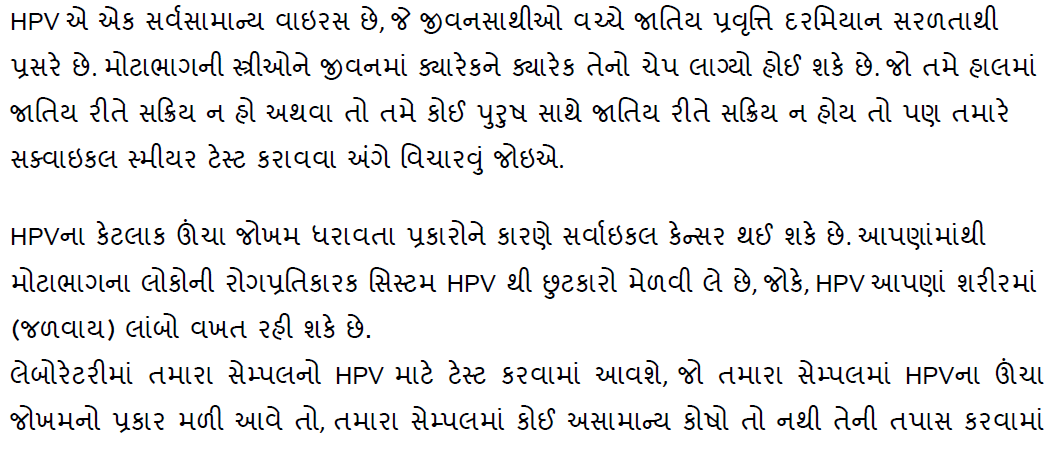 HPV એ એક સર્વસામાન્ય વાઇરસ છે, જે જીવનસાથીઓ વચ્ચે જાતિય પ્રવૃત્તિ દરમિયાન સરળતાથી
પ્રસરે છે. મોટાભાગની સ્ત્રીઓને જીવનમાં ક્યારેકને ક્યારેક તેનો ચેપ લાગ્યો હોઈ શકે છે. જો તમે હાલમાં
જાતિય રીતે સક્રિય ન હો અથવા તો તમે કોઈ પુરુષ સાથે જાતિય રીતે સક્રિય ન હોય તો પણ તમારે
સક્વાઇકલ સ્મીયર ટેસ્ટ કરાવવા અંગે વિચારવું જોઇએ.
HPVના કેટલાક ઊંચા જોખમ ધરાવતા પ્રકારોને કારણે સર્વાઇકલ કેન્સર થઈ શકે છે. આપણાંમાંથી
મોટાભાગના લોકોની રોગપ્રતિકારક સિસ્ટમ HPV થી છુટકારો મેળવી લે છે, જોકે, HPV આપણાં શરીરમાં
(જળવાય) લાંબો વખત રહી શકે છે.
લેબોરેટરીમાં તમારા સેમ્પલનો HPV માટે ટેસ્ટ કરવામાં આવશે, જો તમારા સેમ્પલમાં HPVના ઊંચા
જોખમનો પ્રકાર મળી આવે તો, તમારા સેમ્પલમાં કોઈ અસામાન્ય કોષો તો નથી તેની તપાસ કરવામાં